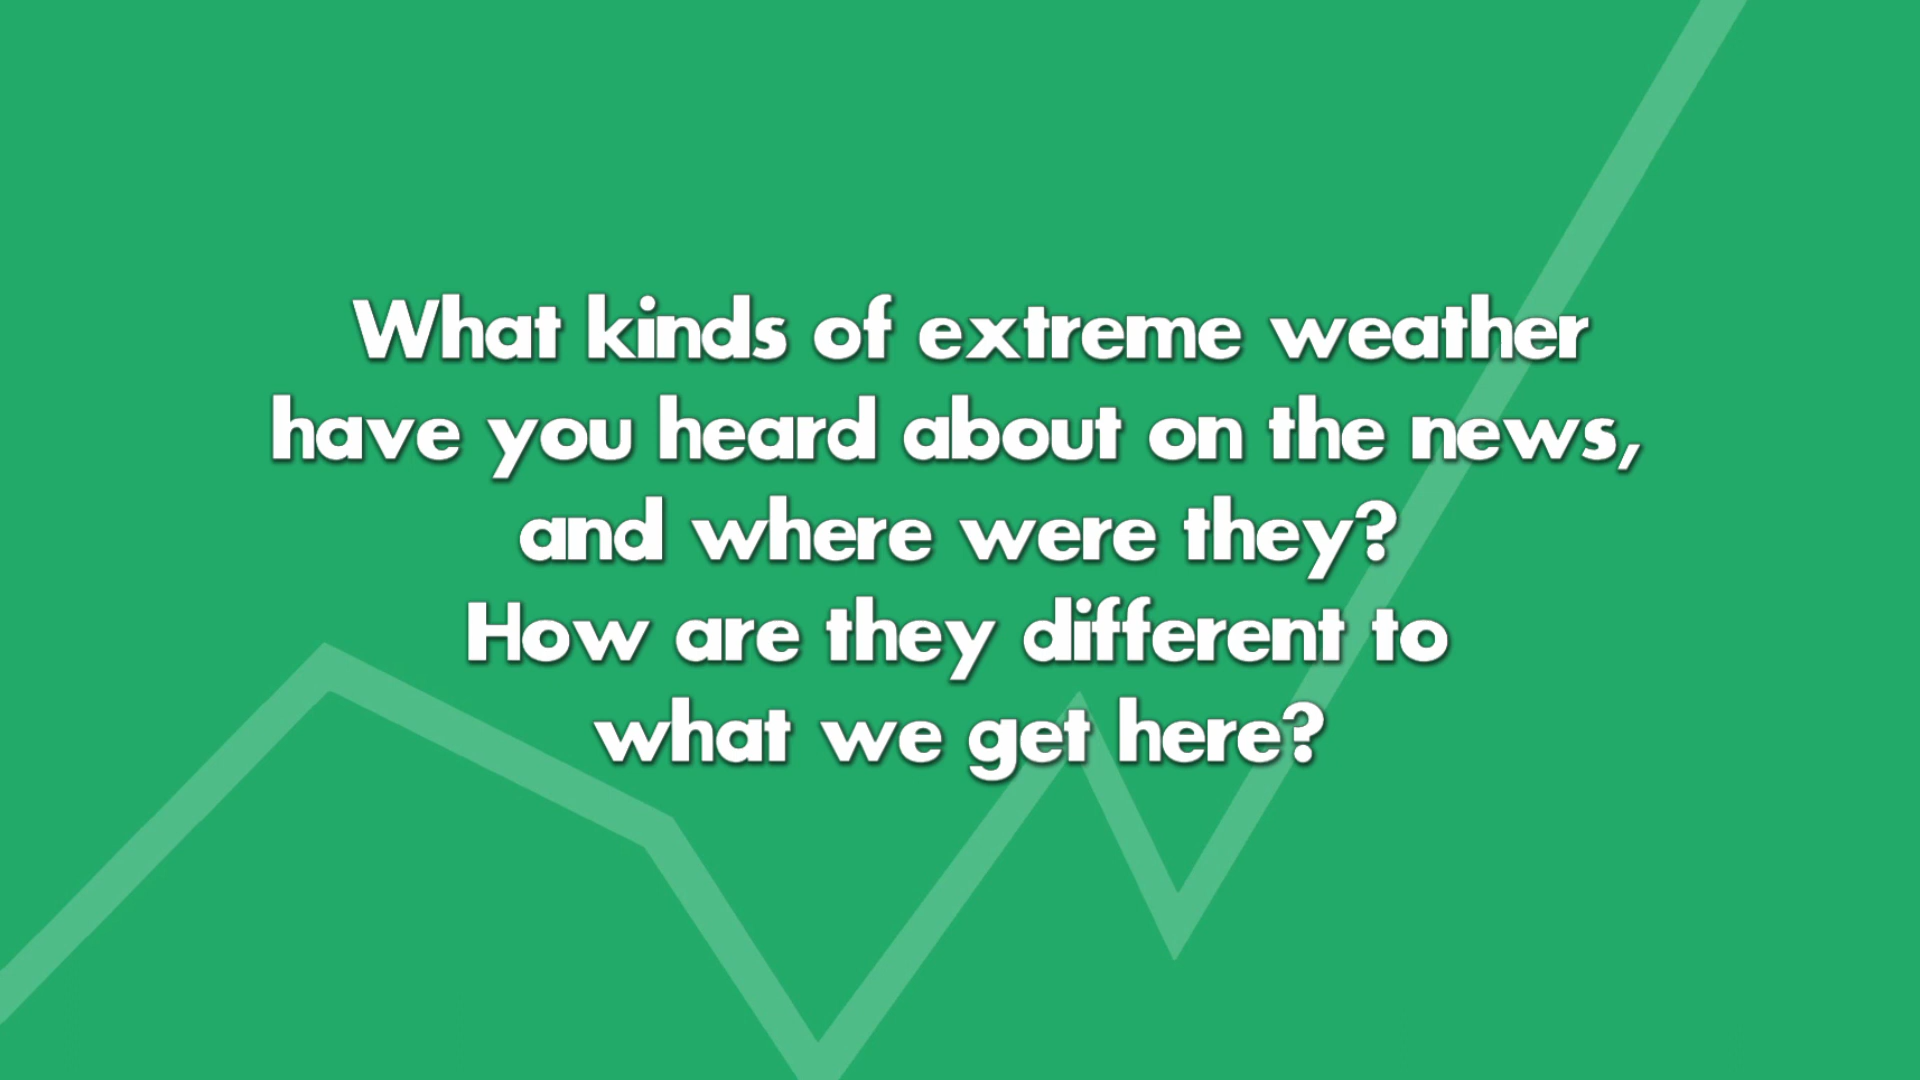 What kinds of extreme weather
have you heard about on the news,
and where were they?
How are they different to
what we get here?